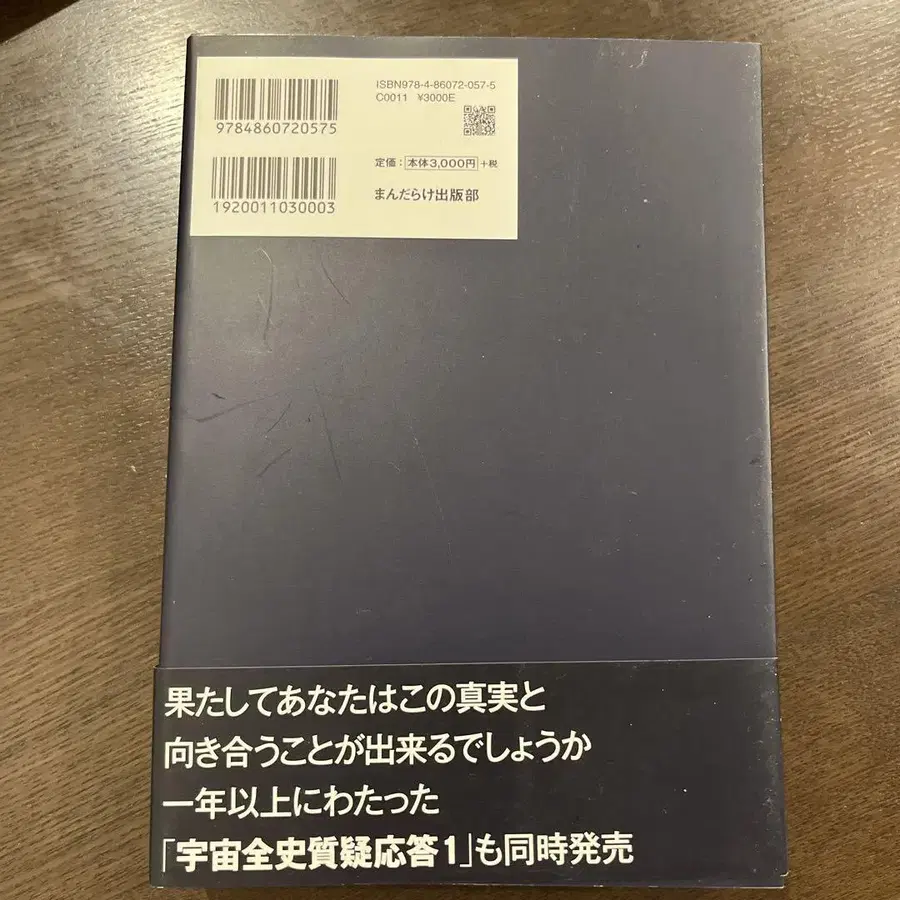 ISBN978-4-86072-057-5
C0011 ¥3000E
9784860720575
定価：本体3,000円+税
1920011030003
まんだらけ出版部
果たしてあなたはこの真実と
向き合うことが出来るでしょうか
一年以上にわたった
「宇宙全史質疑応答1」も同時発売